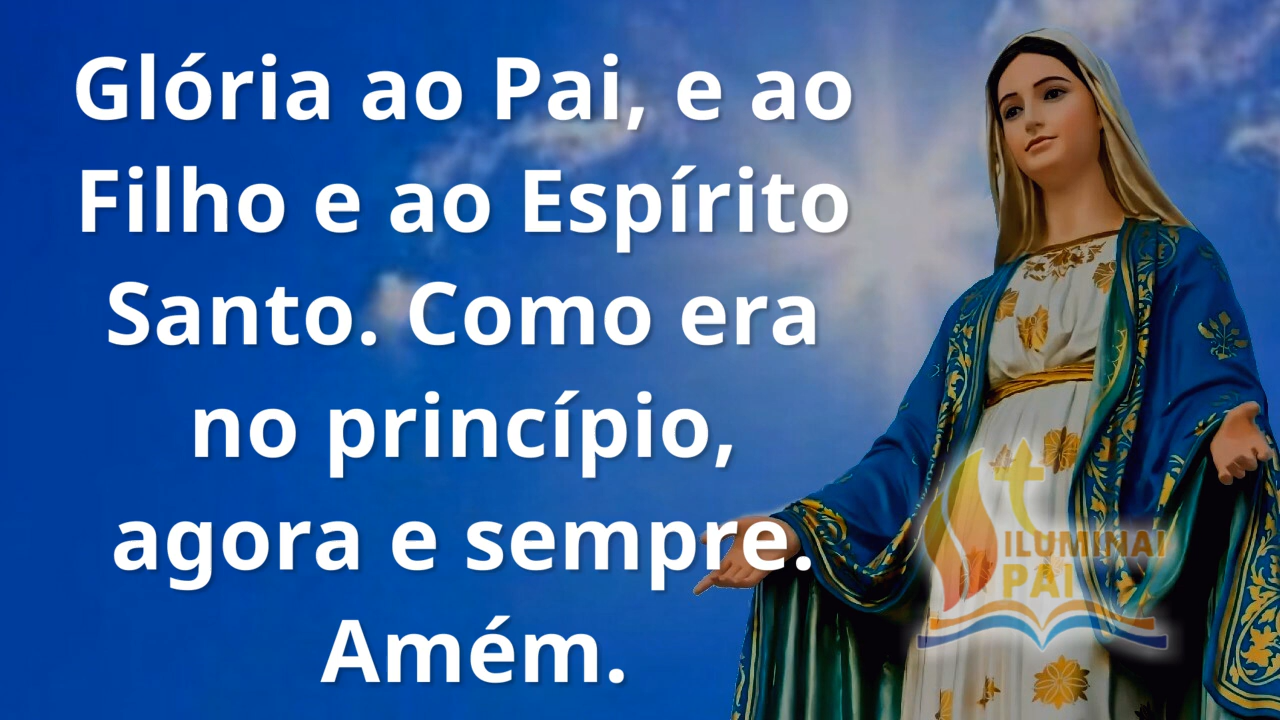 Glória ao Pai, e ao
Filho e ao Espírito
Santo. Como era
no princípio,
agora e sempre.
Amém.
ILUMINAI
PAI